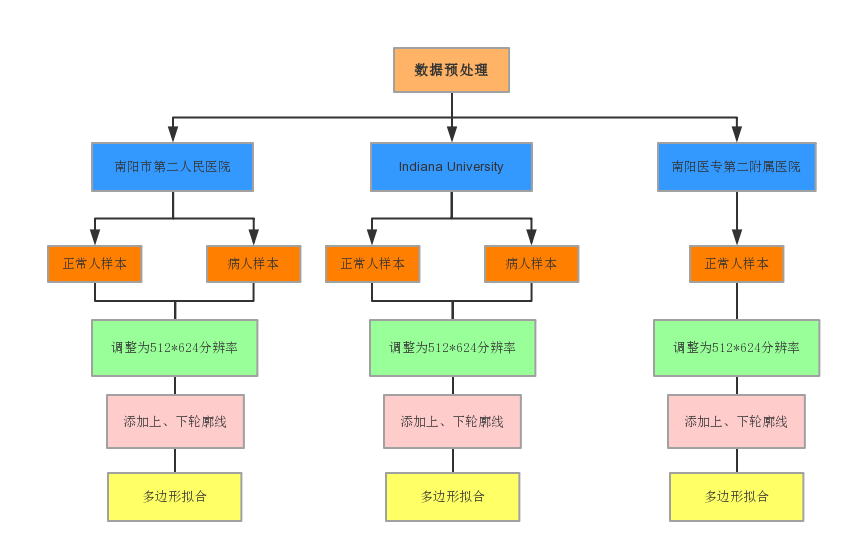 数据预处理
南阳市第二人民医院
Indiana University
南阳医专第二附属医院
正常人样本
病人样本
正常人样本
病人样本
正常人样本
调整为512*624分辨率
调整为512*624分辨率
调整为512*624分辨率
添加上、下轮廓线
添加上、下轮廓线
添加上、下轮廓线
多边形拟合
多边形拟合
多边形拟合